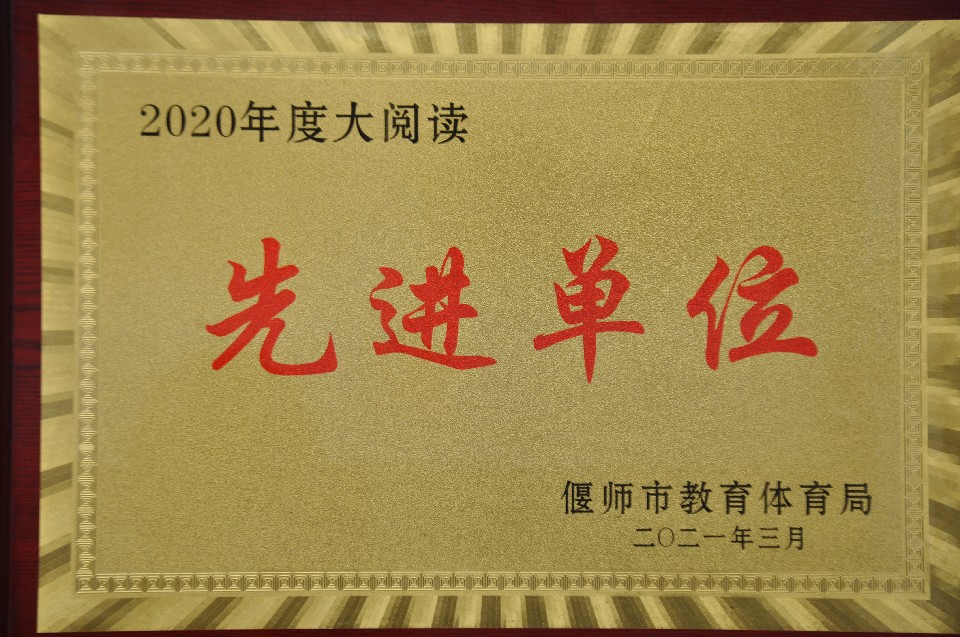 2020年度大阅读
先进单位
偃师市教育体育局
二〇二一年三月